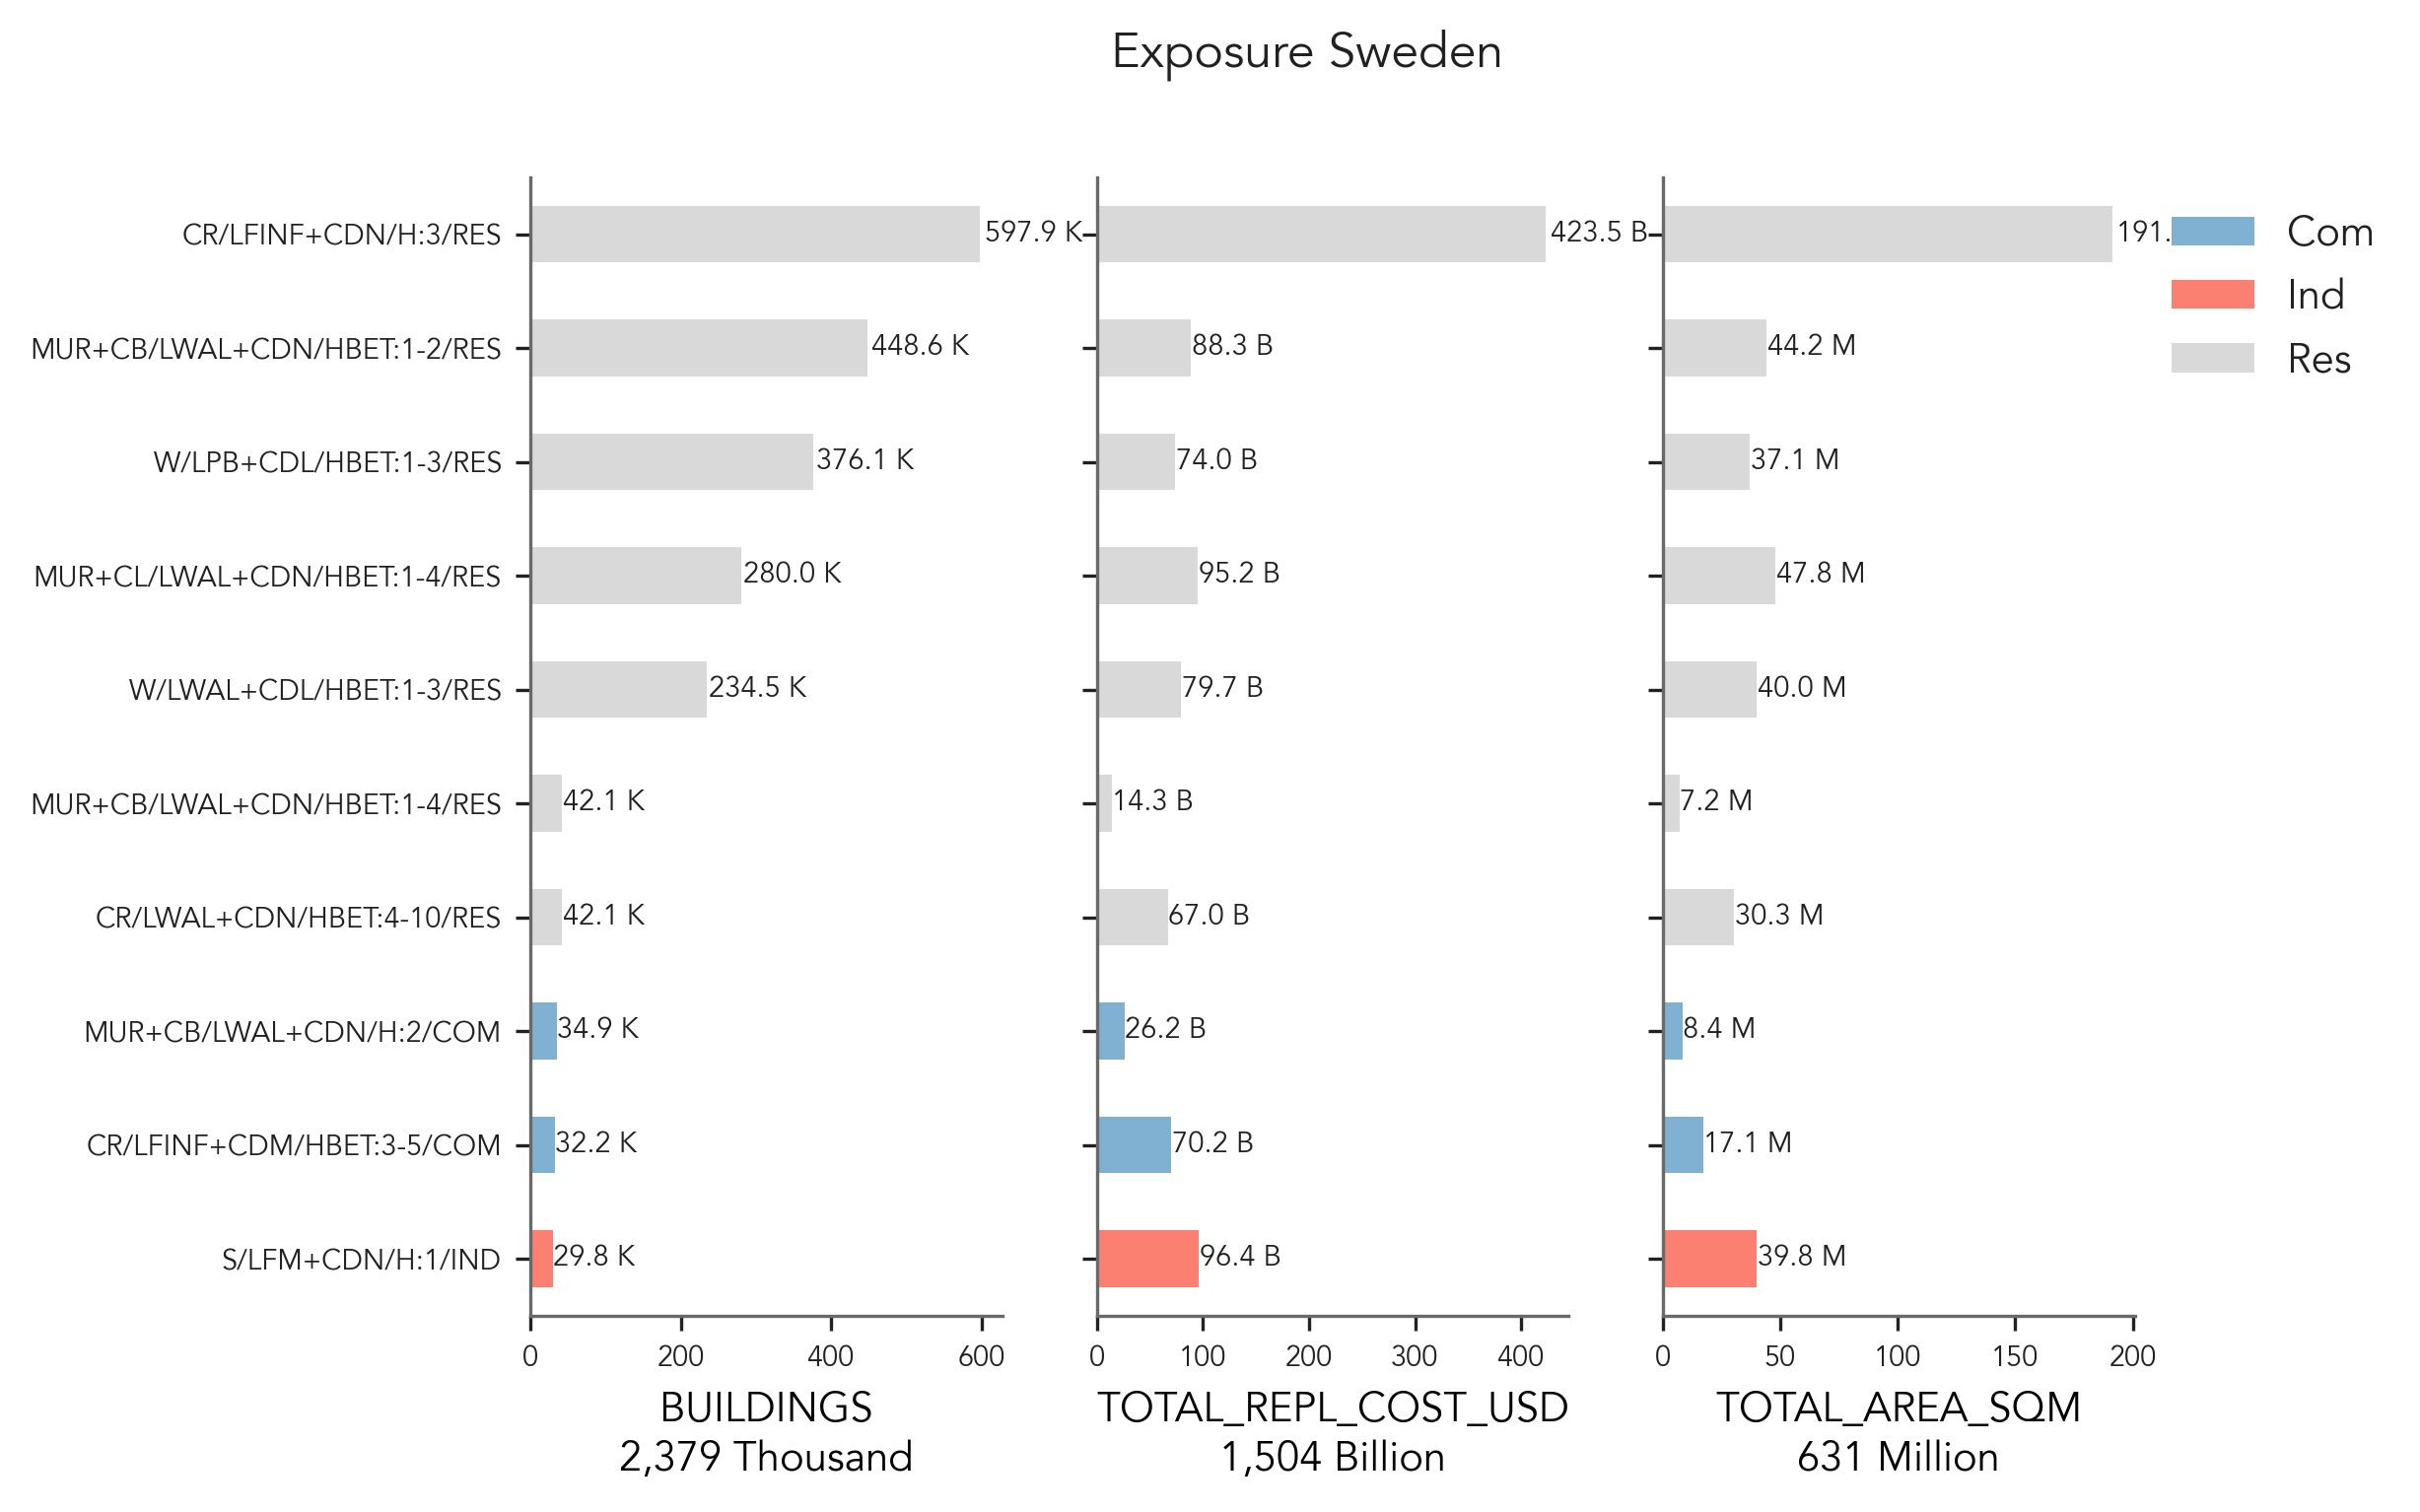 Exposure Sweden
CR/LFINF+CDN/H:3/RES 597.9 K 423.5 B 191.
MUR+CB/LWAL+CDN/HBET:1-2/RES 448.6 K 88.3 B 44.2 M
W/LPB+CDL/HBET:1-3/RES 376.1 K 74.0 B 37.1 M
MUR+CL/LWAL+CDN/HBET:1-4/RES 280.0 K 95.2 B 47.8 M
W/LWAL+CDL/HBET:1-3/RES 234.5 K 79.7 B 40.0 M
MUR+CB/LWAL+CDN/HBET:1-4/RES 42.1 K 14.3 B 7.2 M
CR/LWAL+CDN/HBET:4-10/RES 42.1 K 67.0 B 30.3 M
MUR+CB/LWAL+CDN/H:2/COM 34.9 K 26.2 B 8.4 M
CR/LFINF+CDM/HBET:3-5/COM 32.2 K 70.2 B 17.1 M
S/LFM+CDN/H:1/IND 29.8 K 96.4 B 39.8 M
Com
Ind
Res
0 200 400 600
0 100 200 300 400
0 50 100 150 200
BUILDINGS
2,379 Thousand
TOTAL_REPL_COST_USD
1,504 Billion
TOTAL_AREA_SQM
631 Million